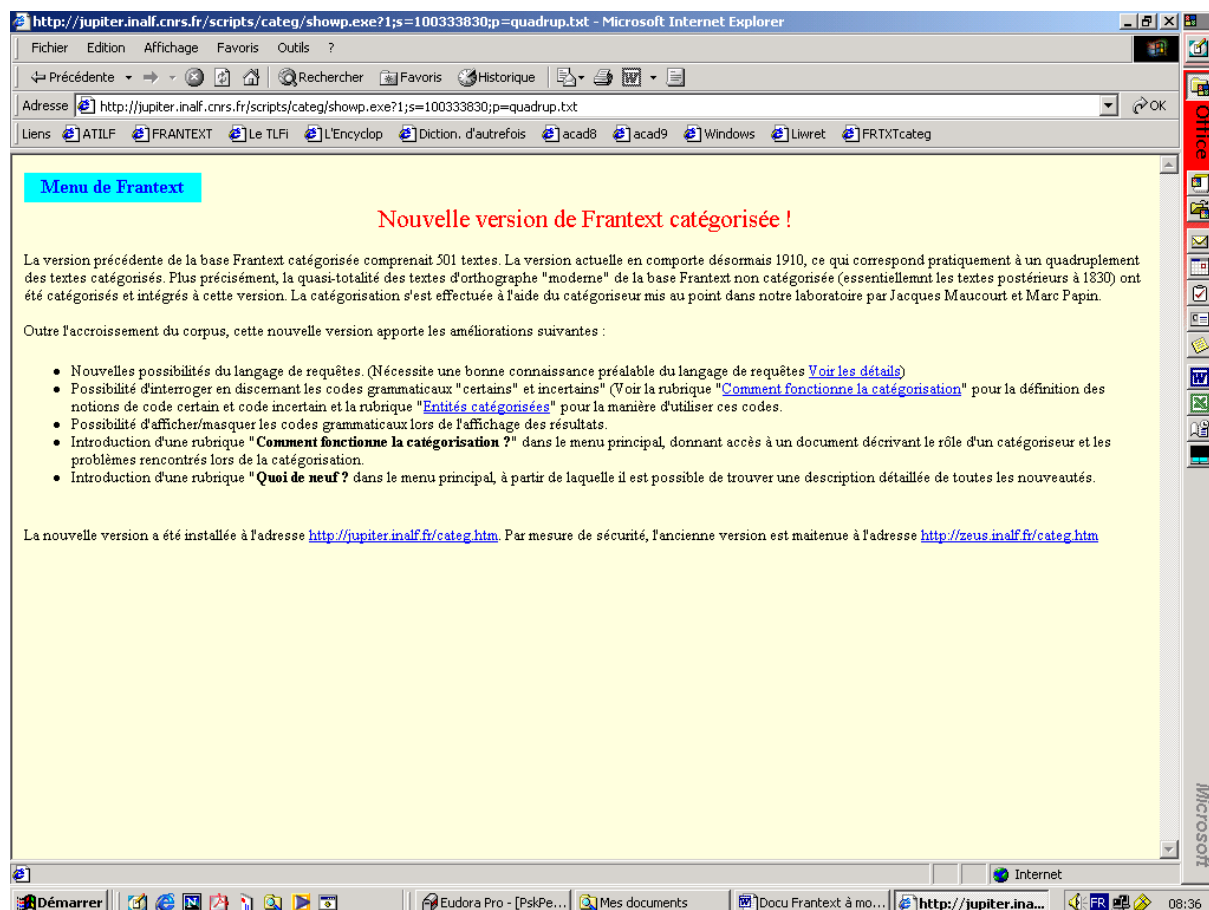 http://jupiter.inalf.cnrs.fr/scripts/categ/showp.exe?1;s=100333830;p=quadrup.txt - Microsoft Internet Explorer
Fichier Edition Affichage Favoris Outils ?
Précédente Rechercher Favoris Historique
Adresse http://jupiter.inalf.cnrs.fr/scripts/categ/showp.exe?1;s=100333830;p=quadrup.txt OK
Liens ATILF FRANTEXT Le TLFi L'Encyclop Diction. d'autrefois acad8 acad9 Windows Liwret FRTXTcateg
Office
Menu de Frantext
Nouvelle version de Frantext catégorisée !
La version précédente de la base Frantext catégorisée comprenait 501 textes. La version actuelle en comporte désormais 1910, ce qui correspond pratiquement à un quadruplement
des textes catégorisés. Plus précisément, la quasi-totalité des textes d'orthographe "moderne" de la base Frantext non catégorisée (essentiellemnt les textes postérieurs à 1830) ont
été catégorisés et intégrés à cette version. La catégorisation s'est effectuée à l'aide du catégoriseur mis au point dans notre laboratoire par Jacques Maucourt et Marc Papin.
Outre l'accroissement du corpus, cette nouvelle version apporte les améliorations suivantes :
• Nouvelles possibilités du langage de requêtes. (Nécessite une bonne connaissance préalable du langage de requêtes Voir les détails)
• Possibilité d'interroger en discernant les codes grammaticaux "certains" et incertains" (Voir la rubrique "Comment fonctionne la catégorisation" pour la définition des
notions de code certain et code incertain et la rubrique "Entités catégorisées" pour la manière d'utiliser ces codes.
• Possibilité d'afficher/masquer les codes grammaticaux lors de l'affichage des résultats.
• Introduction d'une rubrique "Comment fonctionne la catégorisation ?" dans le menu principal, donnant accès à un document décrivant le rôle d'un catégoriseur et les
problèmes rencontrés lors de la catégorisation.
• Introduction d'une rubrique "Quoi de neuf ? dans le menu principal, à partir de laquelle il est possible de trouver une description détaillée de toutes les nouveautés.
La nouvelle version a été installée à l'adresse http://jupiter.inalf.fr/categ.htm. Par mesure de sécurité, l'ancienne version est maitenue à l'adresse http://zeus.inalf.fr/categ.htm
Microsoft
Internet
Démarrer Eudora Pro - [PskPe... Mes documents Docu Frantext à mo... http://jupiter.ina... FR 08:36